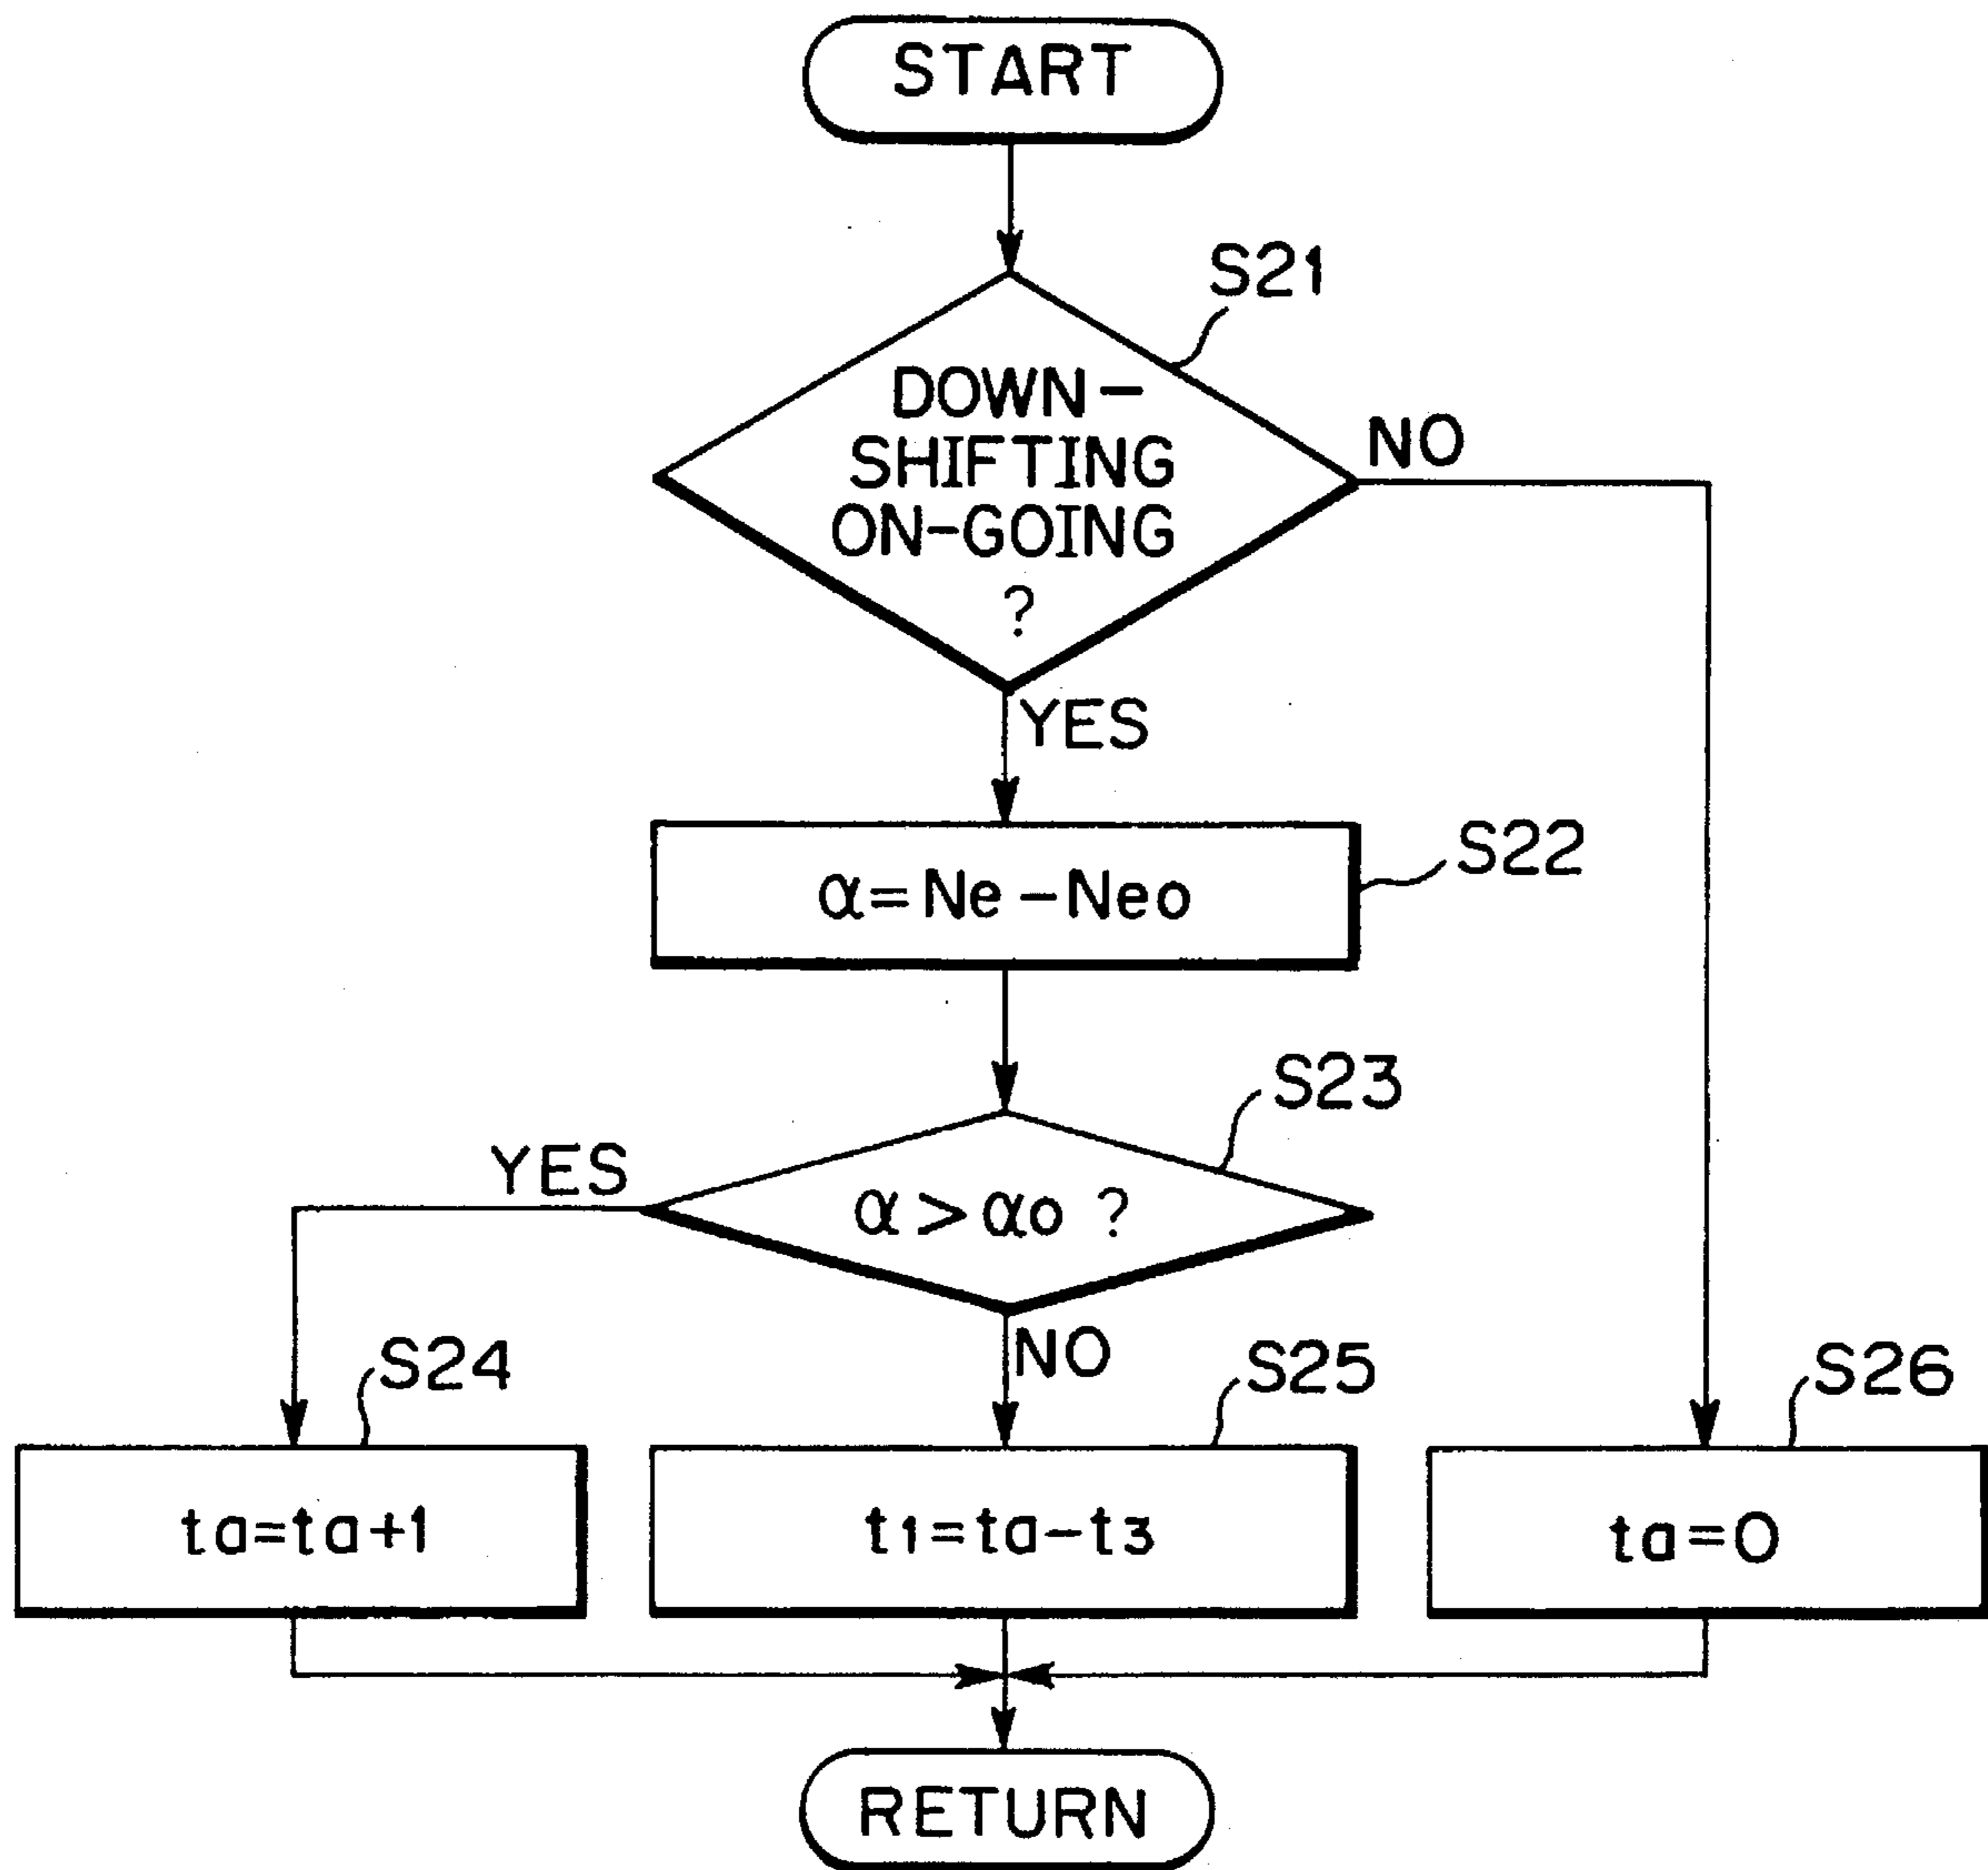 START
S21
DOWN-
SHIFTING
ON-GOING
?
NO
YES
α=Ne-Neo
S22
S23
YES
α>αo ?
NO
S24
S25
S26
ta=ta+1
t1=ta-t3
ta=0
RETURN